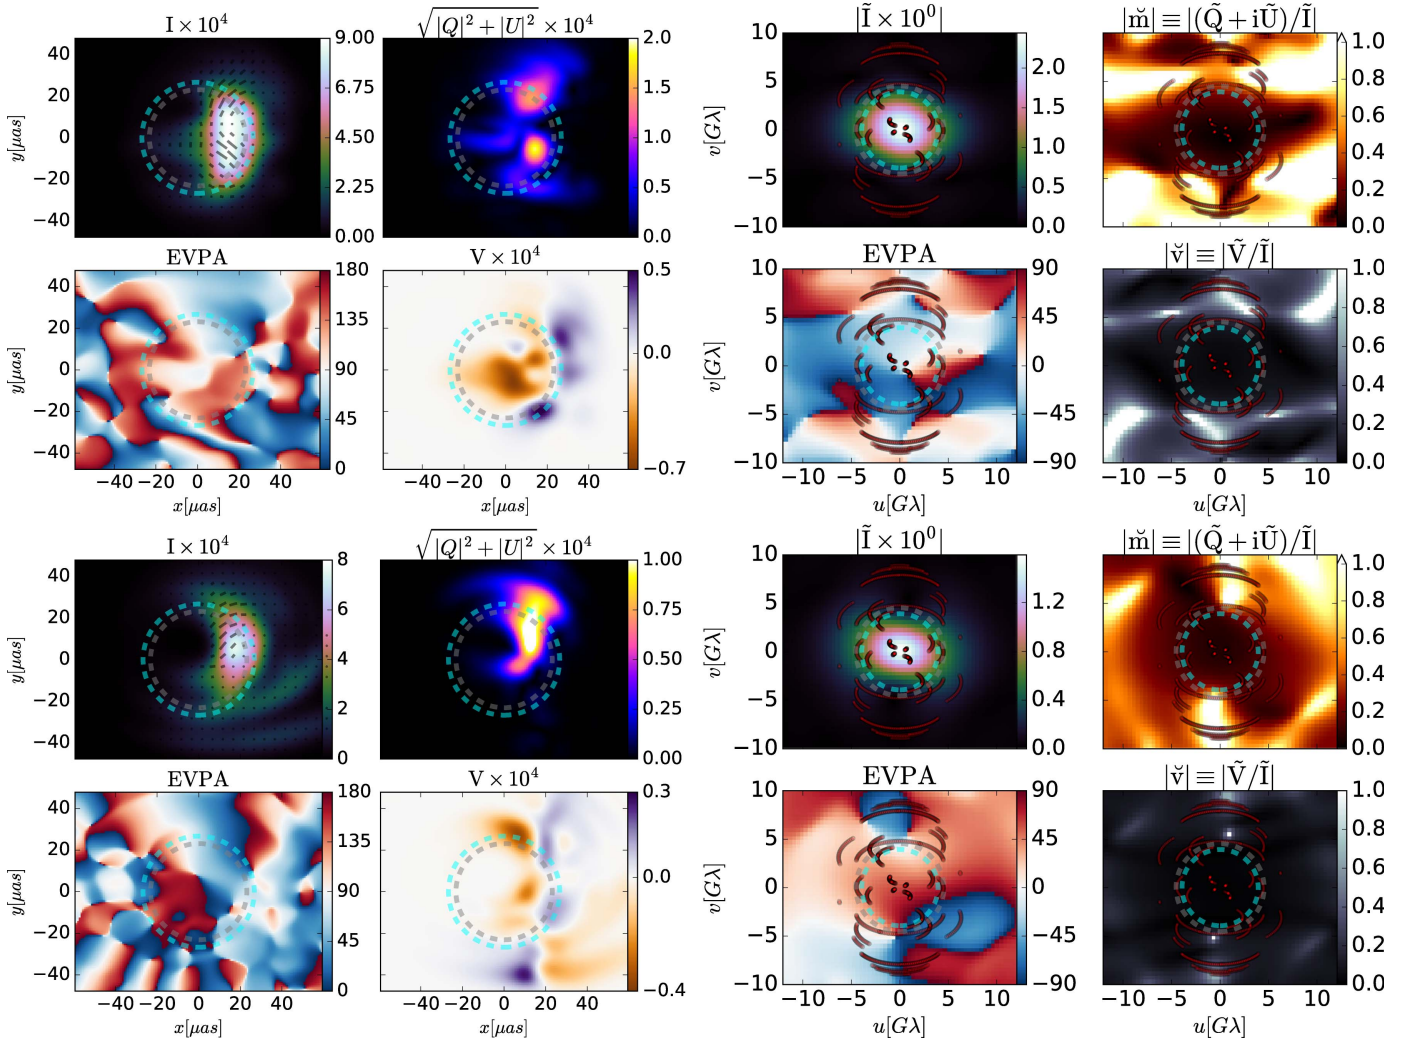 I × 10⁴
√|Q|² + |U|² × 10⁴
|Ĩ × 10⁰|
|m̆| ≡ |(Q̃ + iŨ)/Ĩ|
40
20
0
−20
−40
y[μas]
9.00
6.75
4.50
2.25
0.00
2.0
1.5
1.0
0.5
0.0
10
5
0
−5
−10
v[Gλ]
2.0
1.5
1.0
0.5
0.0
1.0
0.8
0.6
0.4
0.2
0.0
EVPA
V × 10⁴
EVPA
|v̆| ≡ |Ṽ/Ĩ|
40
20
0
−20
−40
y[μas]
180
135
90
45
0
0.5
0.0
−0.7
10
5
0
−5
−10
v[Gλ]
90
45
0
−45
−90
1.0
0.8
0.6
0.4
0.2
0.0
−40 −20 0 20 40
x[μas]
−40 −20 0 20 40
x[μas]
−10 −5 0 5 10
u[Gλ]
−10 −5 0 5 10
u[Gλ]
I × 10⁴
√|Q|² + |U|² × 10⁴
|Ĩ × 10⁰|
|m̆| ≡ |(Q̃ + iŨ)/Ĩ|
40
20
0
−20
−40
y[μas]
8
6
4
2
0
1.00
0.75
0.50
0.25
0.00
10
5
0
−5
−10
v[Gλ]
1.2
0.8
0.4
0.0
1.0
0.8
0.6
0.4
0.2
0.0
EVPA
V × 10⁴
EVPA
|v̆| ≡ |Ṽ/Ĩ|
40
20
0
−20
−40
y[μas]
180
135
90
45
0
0.3
0.0
−0.4
10
5
0
−5
−10
v[Gλ]
90
45
0
−45
−90
1.0
0.8
0.6
0.4
0.2
0.0
−40 −20 0 20 40
x[μas]
−40 −20 0 20 40
x[μas]
−10 −5 0 5 10
u[Gλ]
−10 −5 0 5 10
u[Gλ]